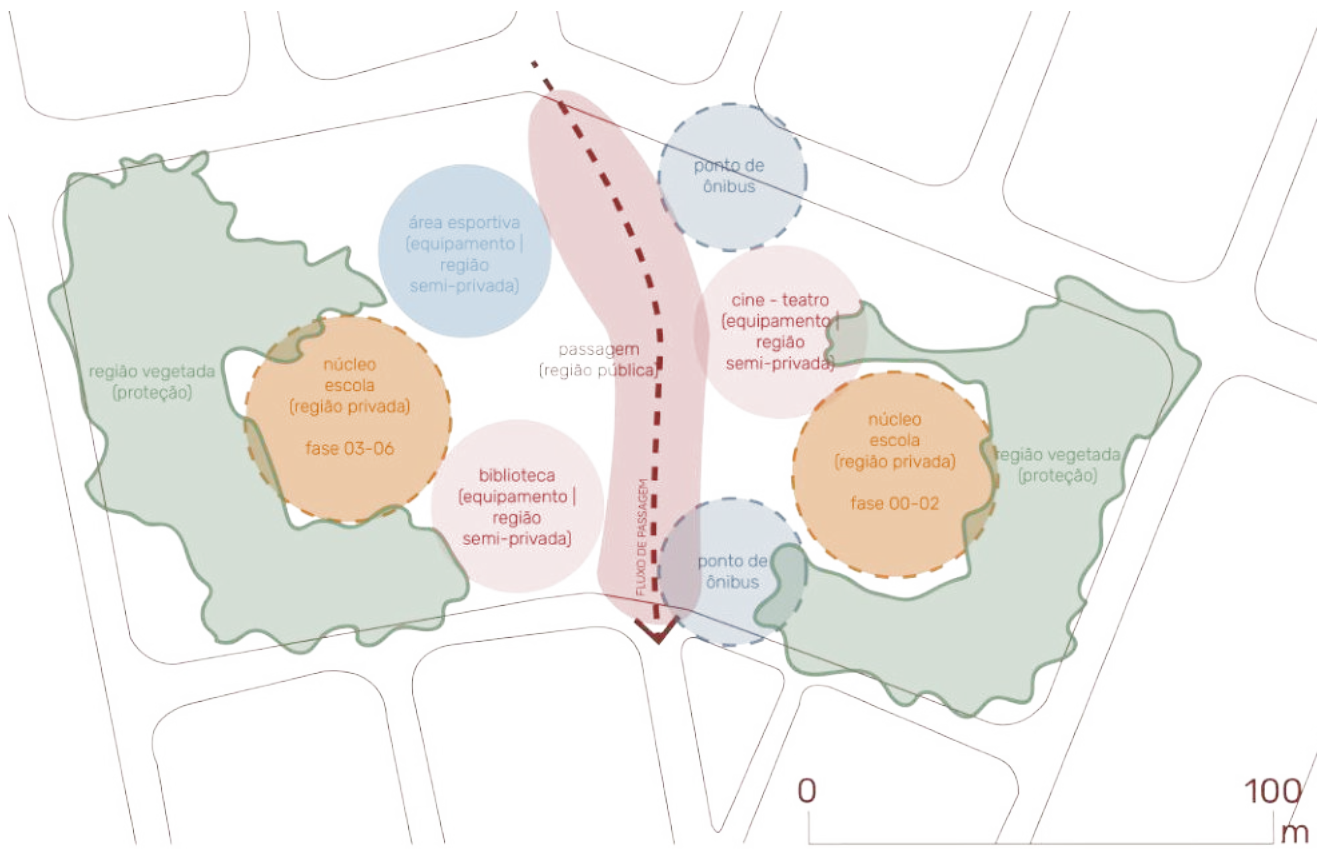 ponto de
ônibus
área esportiva
(equipamento |
região
semi-privada)
cine - teatro
(equipamento |
região
semi-privada)
passagem
(região pública)
região vegetada
(proteção)
núcleo
escola
(região privada)
fase 03-06
núcleo
escola
(região privada)
fase 00-02
região vegetada
(proteção)
biblioteca
(equipamento |
região
semi-privada)
FLUXO DE PASSAGEM
ponto de
ônibus
0
100
m